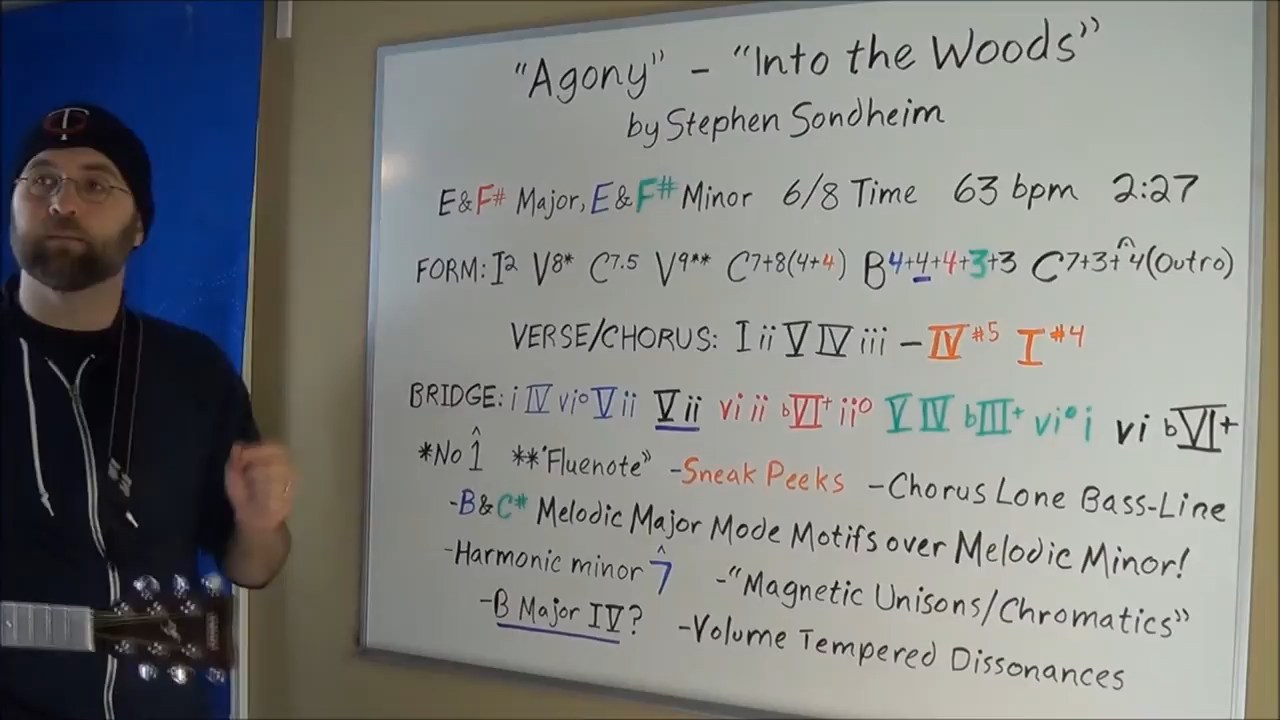 "Agony" - "Into the Woods"
by Stephen Sondheim
E & F# Major, E & F# Minor 6/8 Time 63 bpm 2:27
FORM: I² V⁸* C⁷·⁵ V⁹** C⁷⁺⁸⁽⁴⁺⁴⁾ B⁴⁺⁴⁺⁴⁺³⁺³ C⁷⁺³⁺⁴(Outro)
VERSE/CHORUS: I ii V IV iii - IV#5 I#4
BRIDGE: i IV vi° V ii V ii vi ii bVI+ ii° V IV bIII+ vi° i vi bVI+
*No 1̂ **"Fluenote" -Sneak Peeks -Chorus Lone Bass-Line
-B & C# Melodic Major Mode Motifs over Melodic Minor!
-Harmonic minor 7̂ -"Magnetic Unisons/Chromatics"
-B Major IV? -Volume Tempered Dissonances